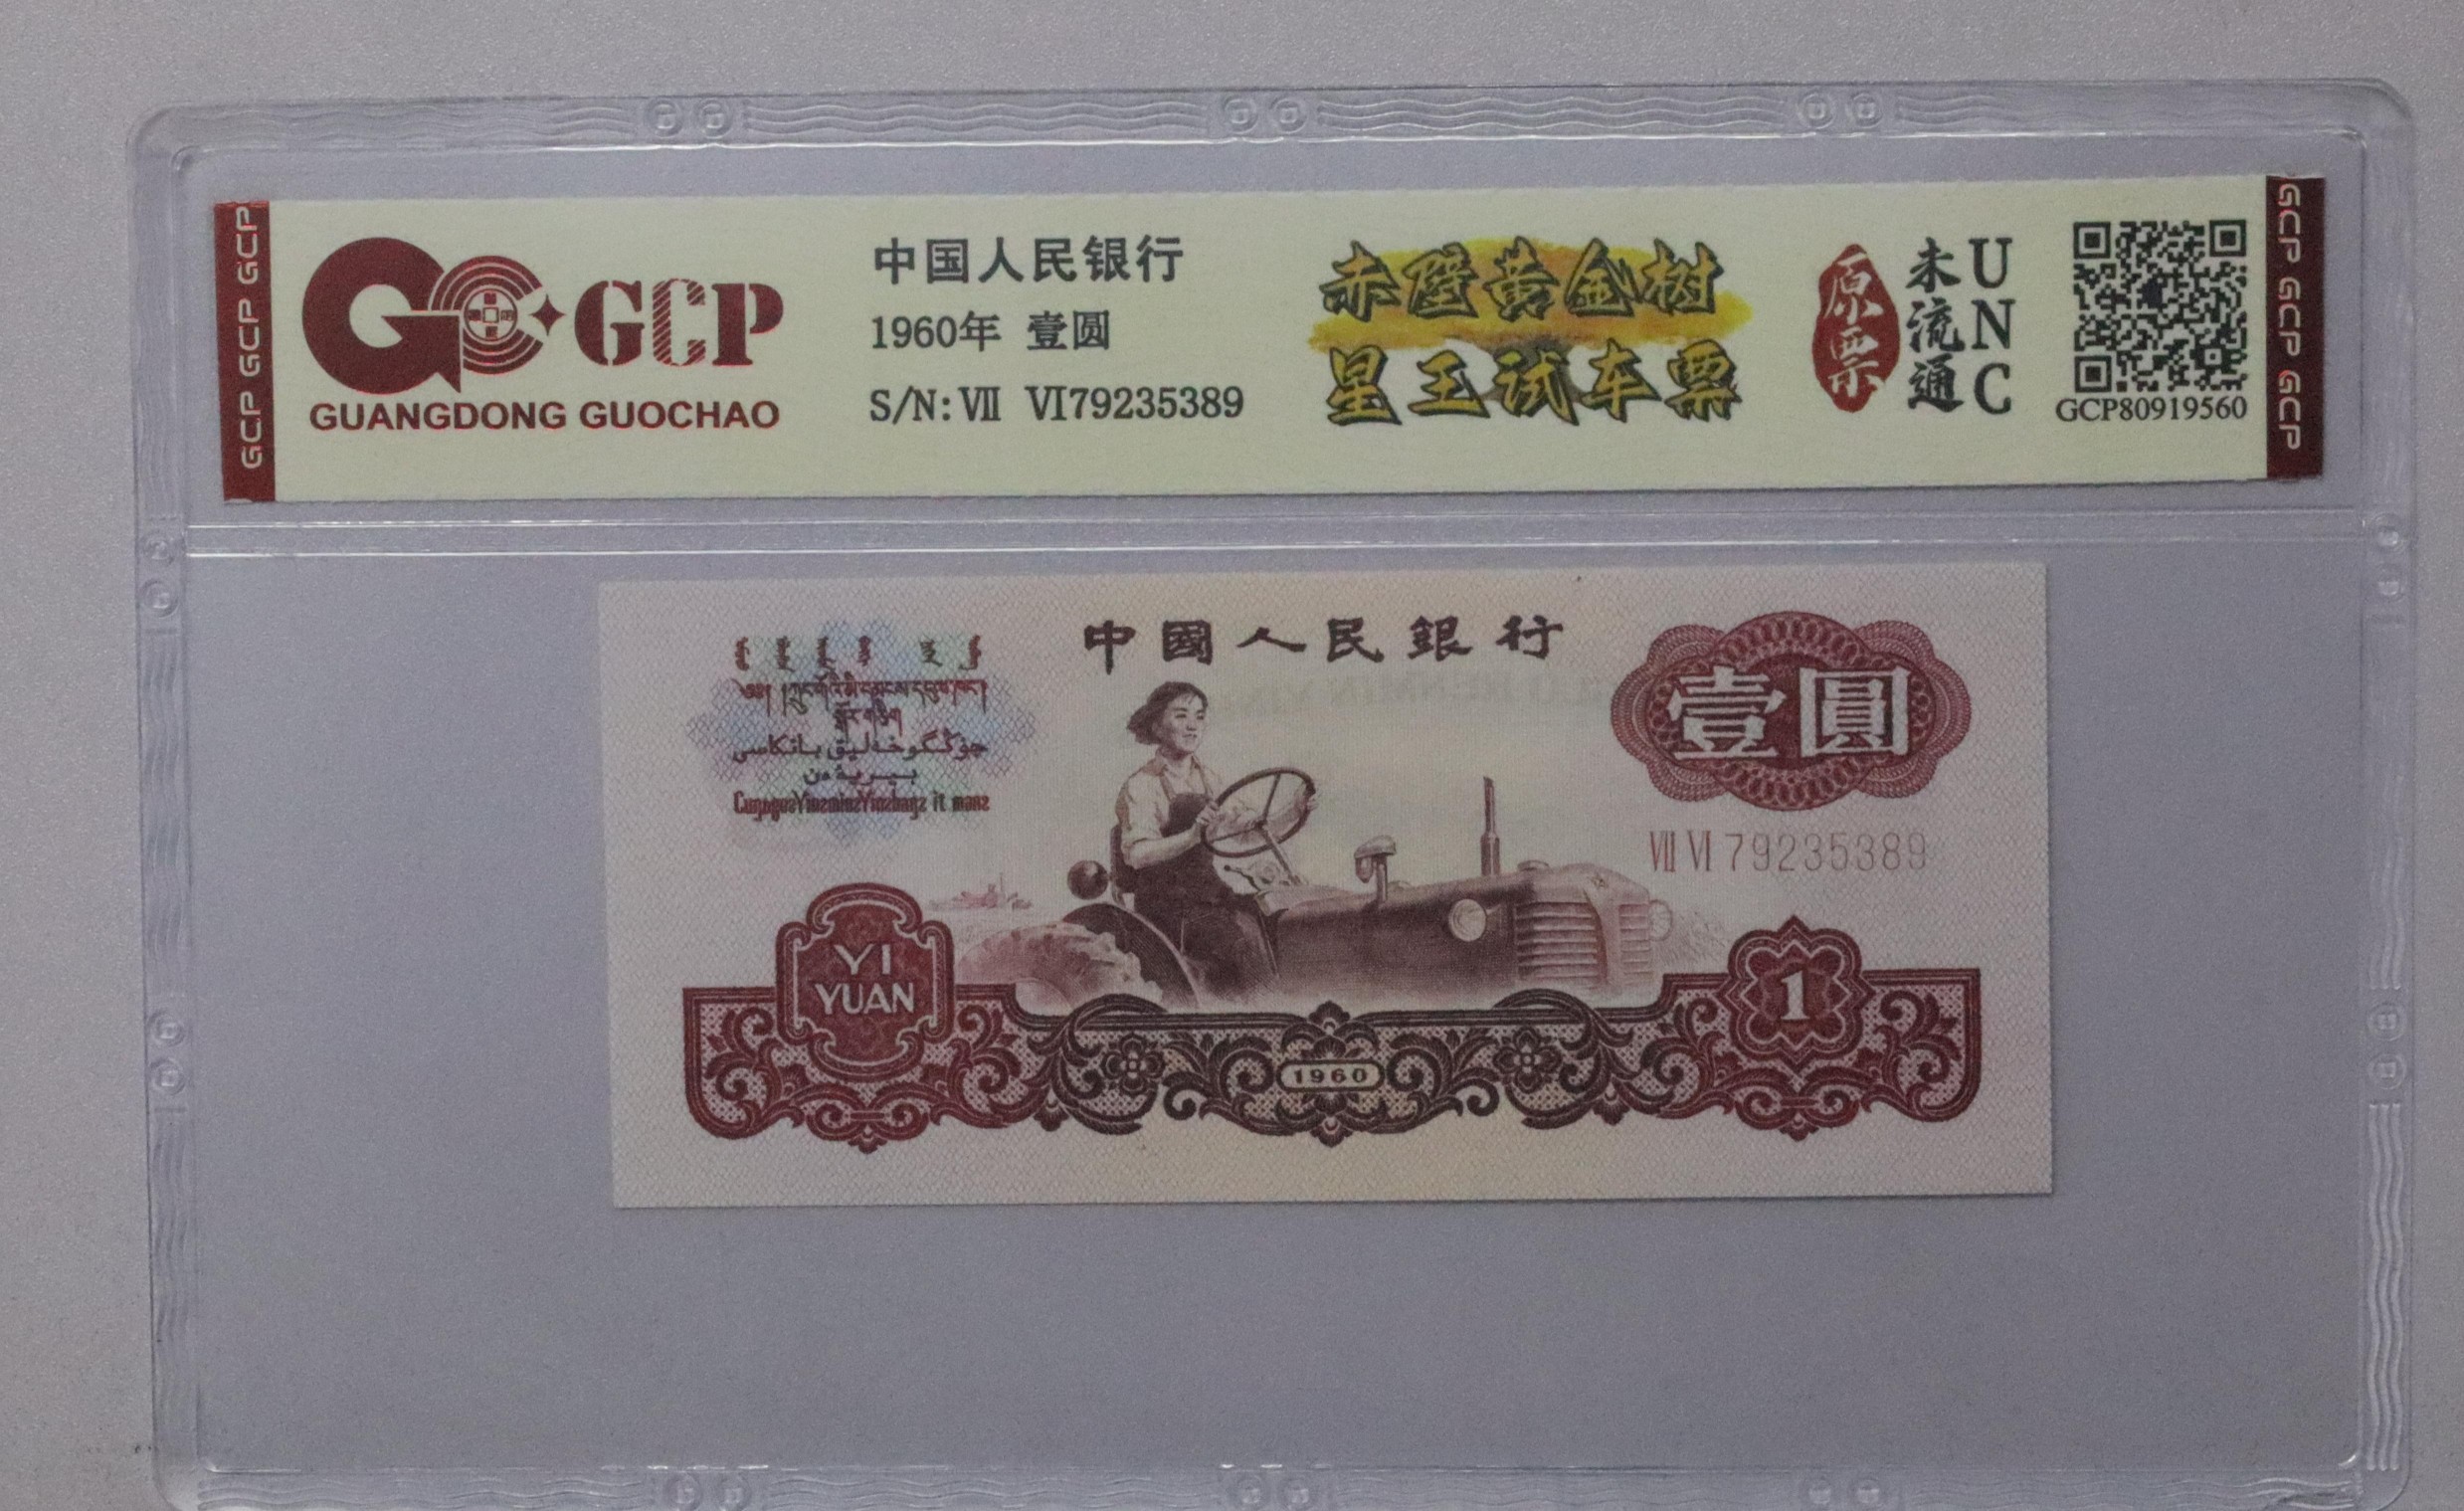 GCP GCP GCP
GCP
GUANGDONG GUOCHAO
中国人民银行
1960年 壹圆
S/N: VII VI79235389
赤壁黄金树
星王试车票
原票
未流通
UNC
GCP80919560
GCP GCP GCP
中國人民銀行
壹圓
VII VI 79235389
YI
YUAN
1
1960